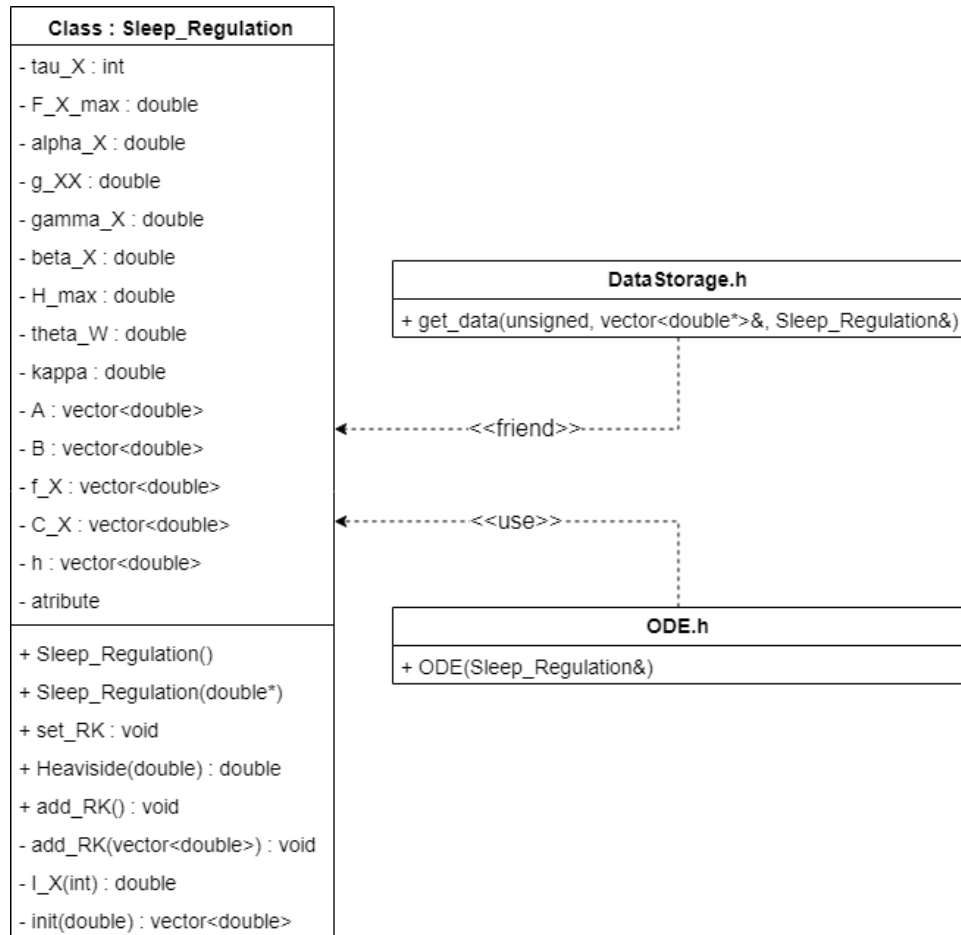 Class : Sleep_Regulation
- tau_X : int
- F_X_max : double
- alpha_X : double
- g_XX : double
- gamma_X : double
- beta_X : double
- H_max : double
- theta_W : double
- kappa : double
- A : vector<double>
- B : vector<double>
- f_X : vector<double>
- C_X : vector<double>
- h : vector<double>
- atribute
+ Sleep_Regulation()
+ Sleep_Regulation(double*)
+ set_RK : void
+ Heaviside(double) : double
+ add_RK() : void
- add_RK(vector<double>) : void
- I_X(int) : double
- init(double) : vector<double>
DataStorage.h
+ get_data(unsigned, vector<double*>&, Sleep_Regulation&)
<<friend>>
<<use>>
ODE.h
+ ODE(Sleep_Regulation&)